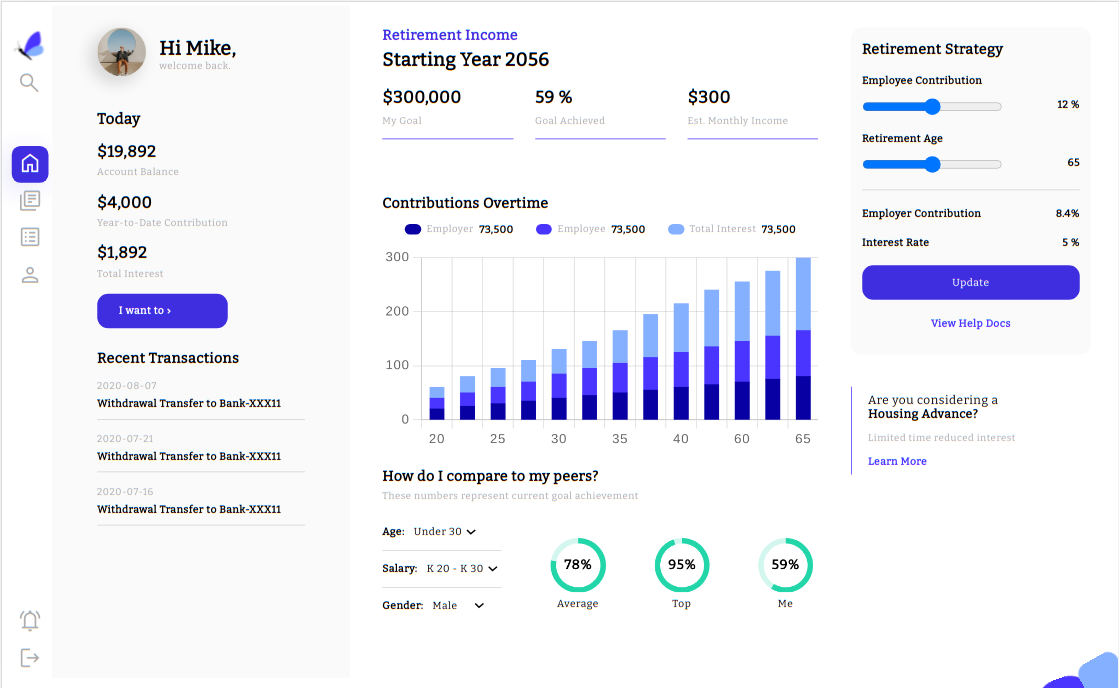 Hi Mike,
welcome back.
Today
$19,892
Account Balance
$4,000
Year-to-Date Contribution
$1,892
Total Interest
I want to ›
Recent Transactions
2020-08-07
Withdrawal Transfer to Bank-XXX11
2020-07-21
Withdrawal Transfer to Bank-XXX11
2020-07-16
Withdrawal Transfer to Bank-XXX11
Retirement Income
Starting Year 2056
$300,000 59 % $300
My Goal Goal Achieved Est. Monthly Income
Contributions Overtime
Employer 73,500 Employee 73,500 Total Interest 73,500
300
200
100
0
20 25 30 35 40 60 65
How do I compare to my peers?
These numbers represent current goal achievement
Age: Under 30
Salary: K 20 - K 30
Gender: Male
78% 95% 59%
Average Top Me
Retirement Strategy
Employee Contribution
12 %
Retirement Age
65
Employer Contribution 8.4%
Interest Rate 5 %
Update
View Help Docs
Are you considering a
Housing Advance?
Limited time reduced interest
Learn More